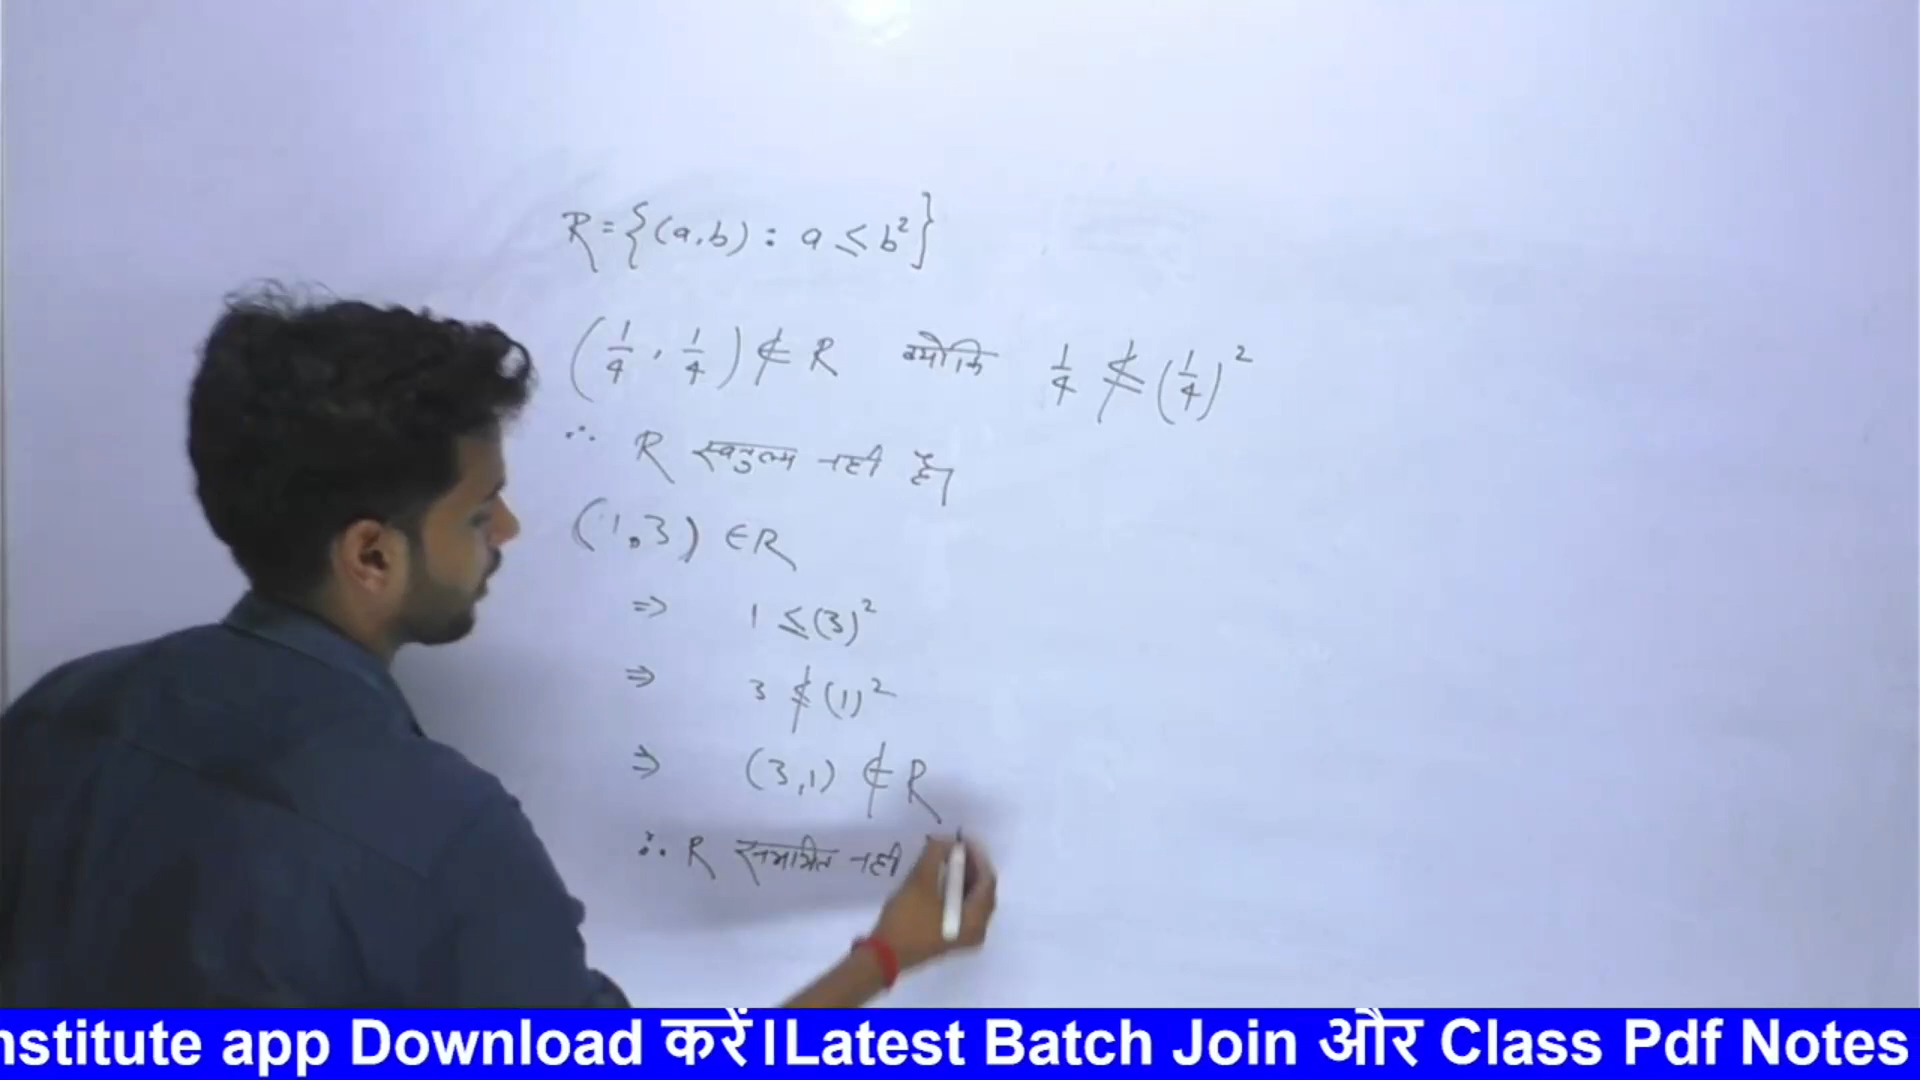 R = {(a,b) : a ≤ b²}
(1/4, 1/4) ∉ R क्योकि 1/4 ≰ (1/4)²
∴ R स्वतुल्य नही है।
(1,3) ∈ R
⇒ 1 ≤ (3)²
⇒ 3 ≰ (1)²
⇒ (3,1) ∉ R
∴ R सममित नही
nstitute app Download करें।Latest Batch Join और Class Pdf Notes